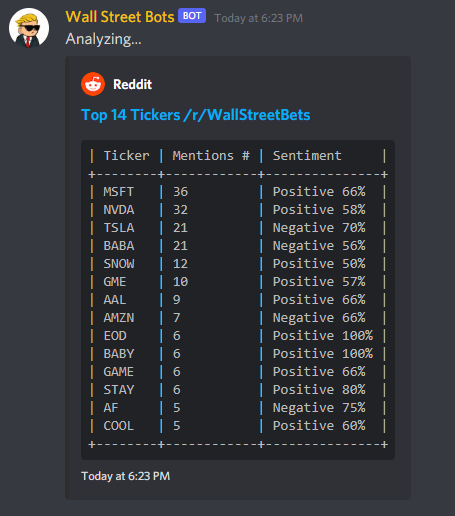 Wall Street Bots BOT Today at 6:23 PM
Analyzing...
Reddit
Top 14 Tickers /r/WallStreetBets
| Ticker | Mentions # | Sentiment     |
+--------+------------+---------------+
| MSFT   | 36         | Positive 66%  |
| NVDA   | 32         | Positive 58%  |
| TSLA   | 21         | Negative 70%  |
| BABA   | 21         | Negative 56%  |
| SNOW   | 12         | Positive 50%  |
| GME    | 10         | Positive 57%  |
| AAL    | 9          | Positive 66%  |
| AMZN   | 7          | Negative 66%  |
| EOD    | 6          | Positive 100% |
| BABY   | 6          | Positive 100% |
| GAME   | 6          | Positive 66%  |
| STAY   | 6          | Positive 80%  |
| AF     | 5          | Negative 75%  |
| COOL   | 5          | Positive 60%  |
+--------+------------+---------------+
Today at 6:23 PM